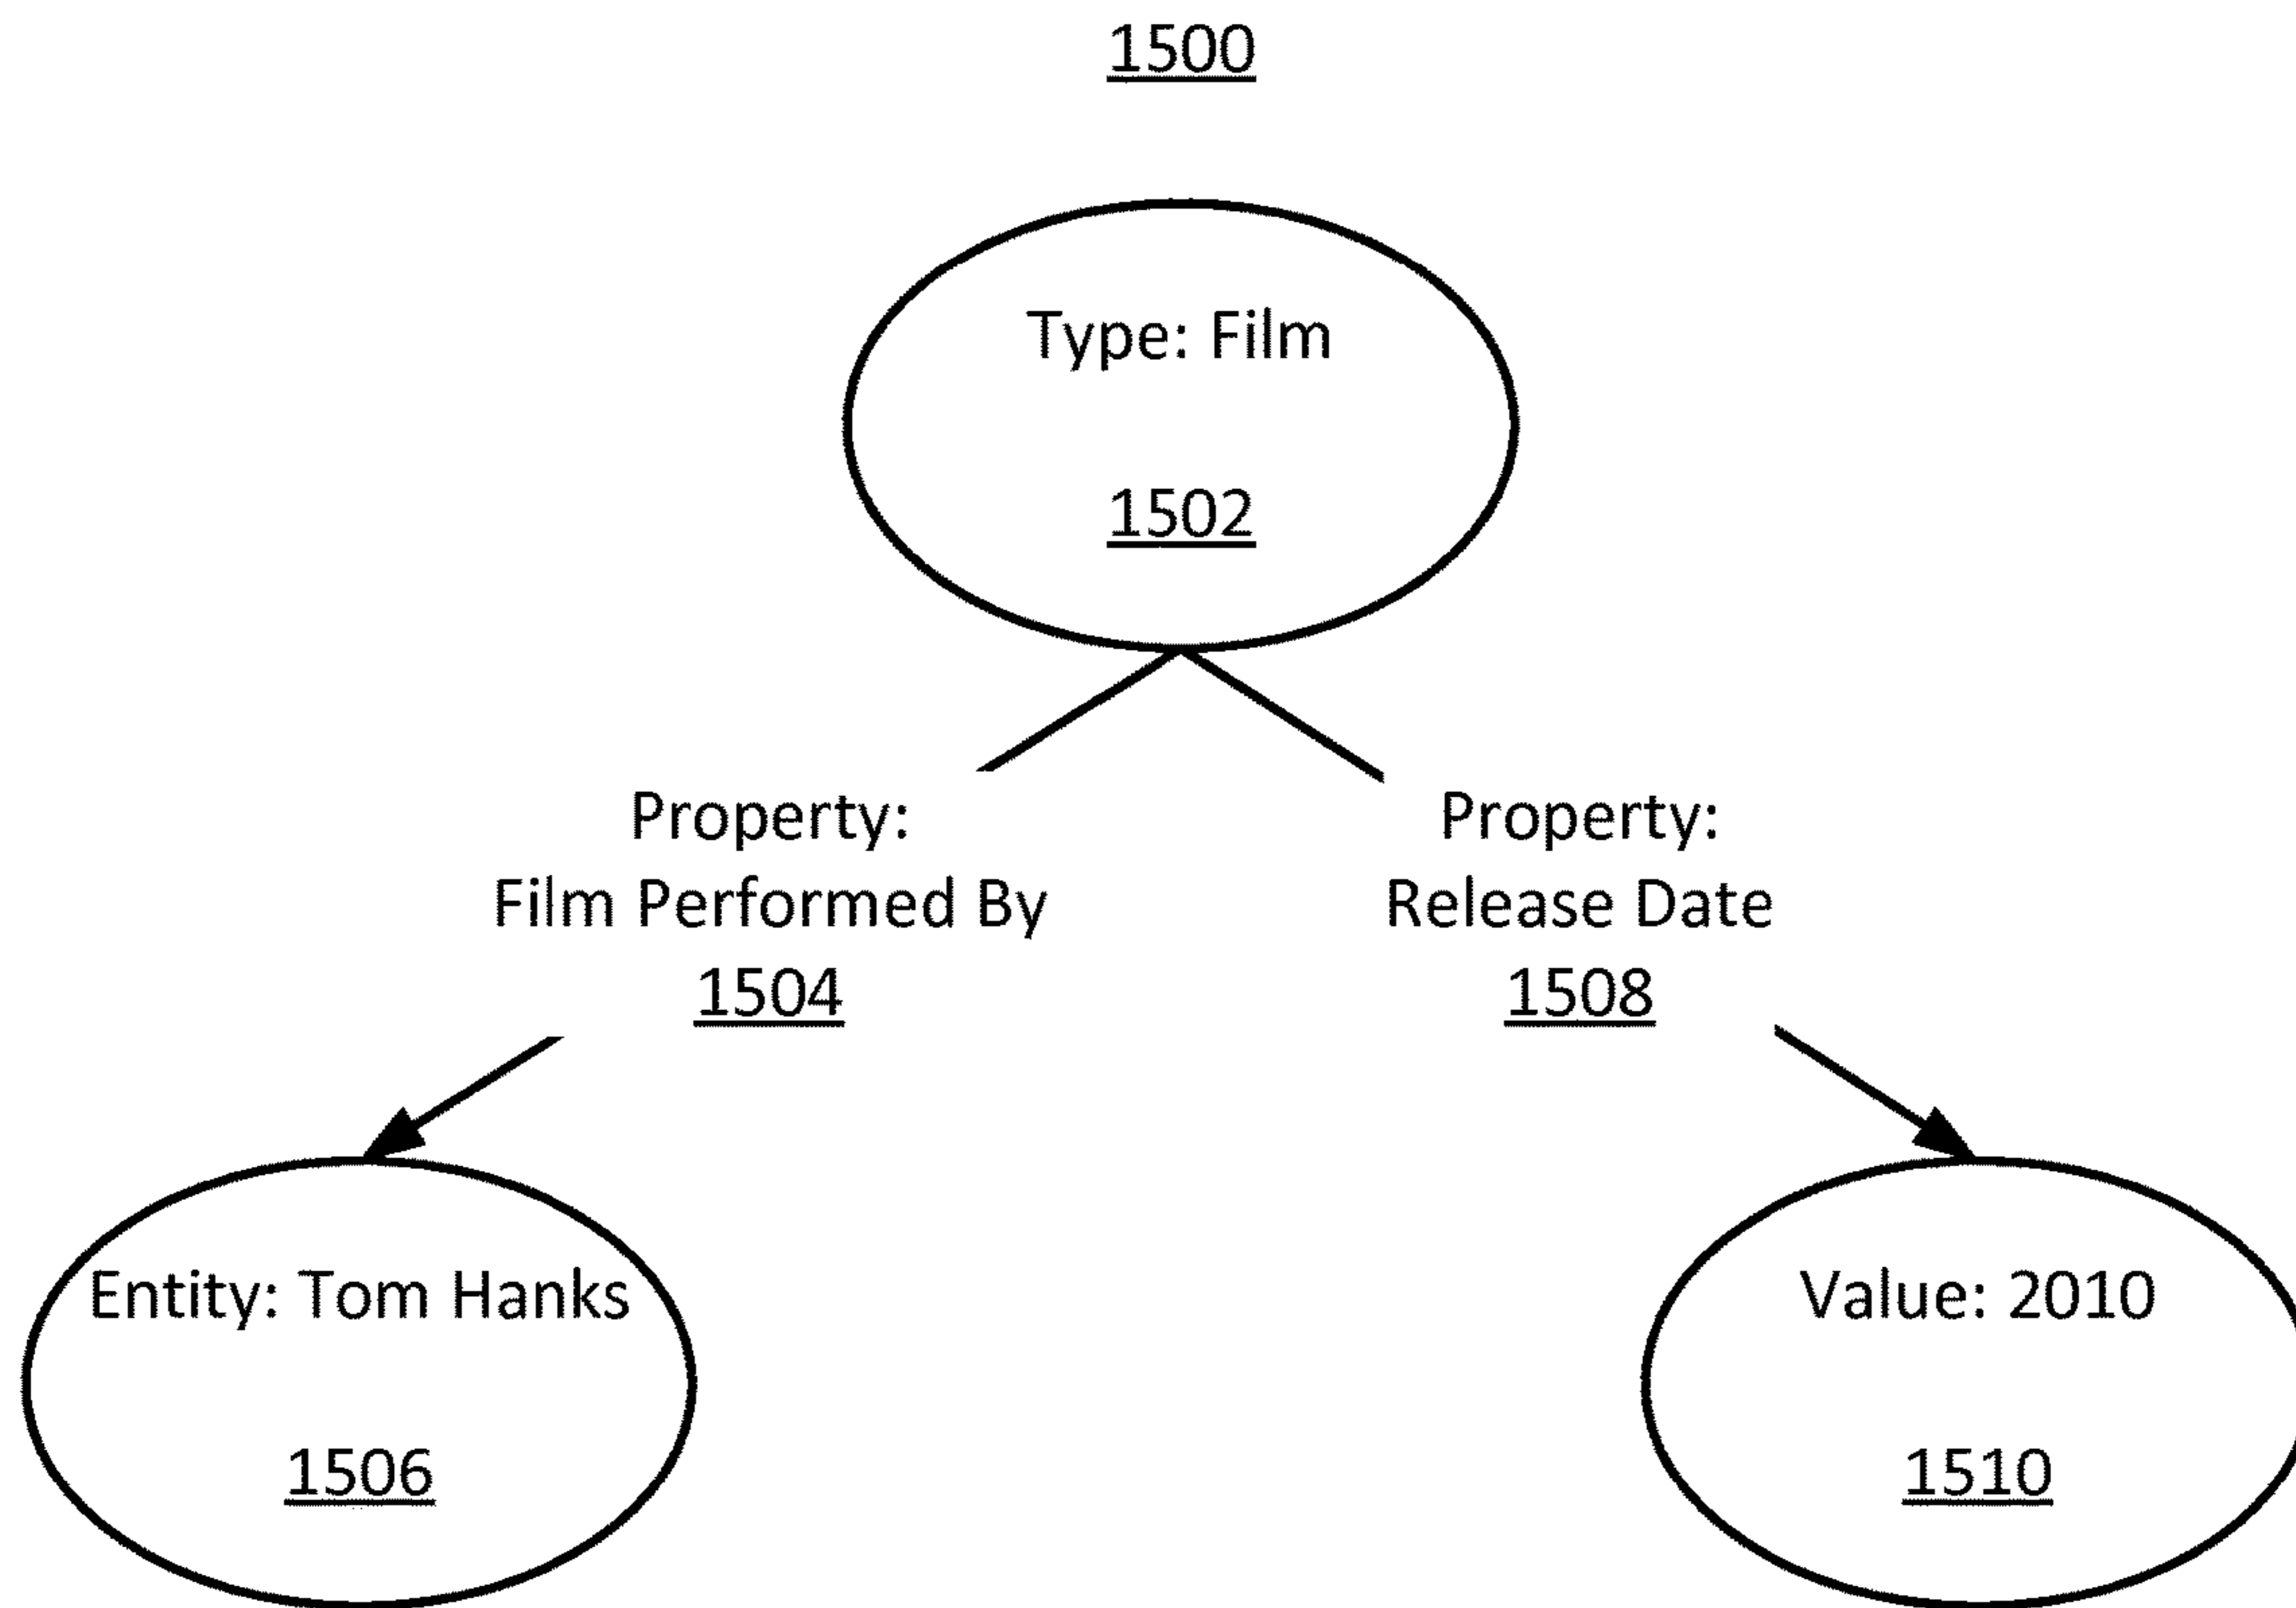 1500
Type: Film
1502
Property:
Film Performed By
1504
Property:
Release Date
1508
Entity: Tom Hanks
1506
Value: 2010
1510